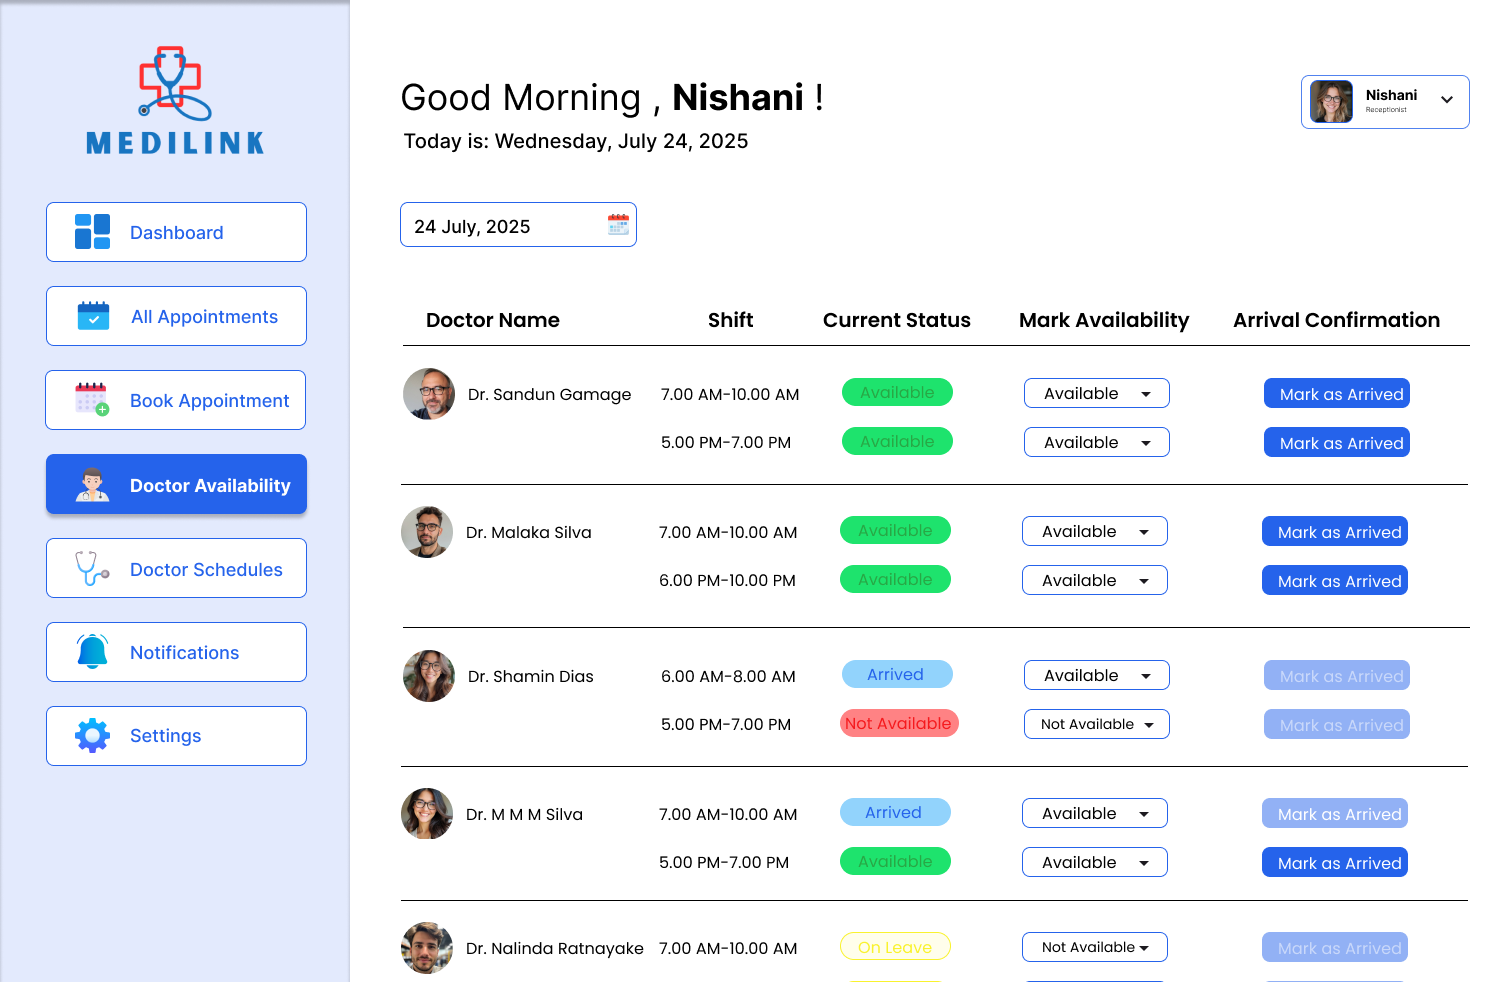 MEDILINK
Dashboard
All Appointments
Book Appointment
Doctor Availability
Doctor Schedules
Notifications
Settings
Good Morning , Nishani !
Today is: Wednesday, July 24, 2025
Nishani
Receptionist
24 July, 2025
Doctor Name Shift Current Status Mark Availability Arrival Confirmation
Dr. Sandun Gamage 7.00 AM-10.00 AM Available Available Mark as Arrived
5.00 PM-7.00 PM Available Available Mark as Arrived
Dr. Malaka Silva 7.00 AM-10.00 AM Available Available Mark as Arrived
6.00 PM-10.00 PM Available Available Mark as Arrived
Dr. Shamin Dias 6.00 AM-8.00 AM Arrived Available Mark as Arrived
5.00 PM-7.00 PM Not Available Not Available Mark as Arrived
Dr. M M M Silva 7.00 AM-10.00 AM Arrived Available Mark as Arrived
5.00 PM-7.00 PM Available Available Mark as Arrived
Dr. Nalinda Ratnayake 7.00 AM-10.00 AM On Leave Not Available Mark as Arrived